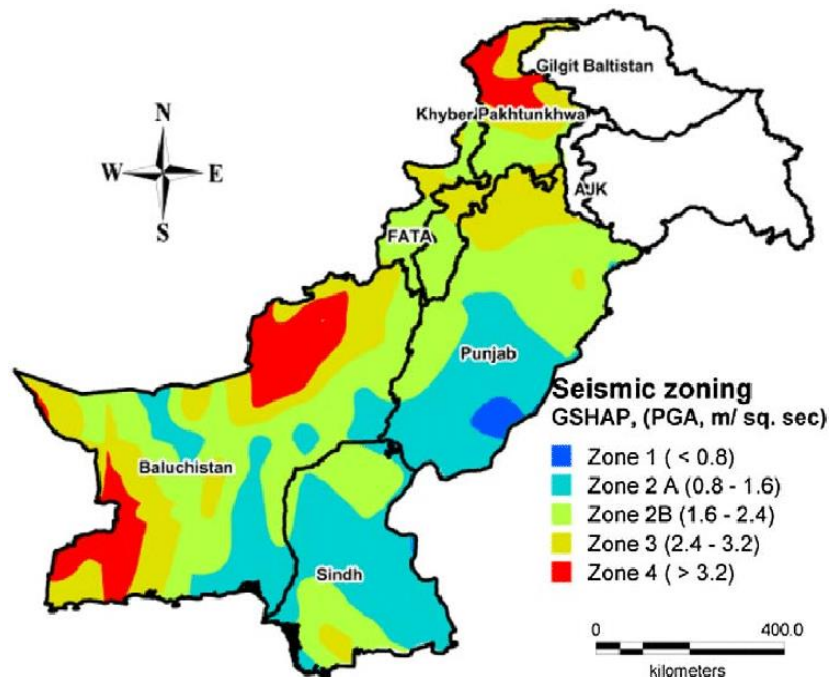 Gilgit Baltistan
Khyber Pakhtunkhwa
N
W E
S
AJK
FATA
Punjab
Seismic zoning
GSHAP, (PGA, m/ sq. sec)
Zone 1 ( < 0.8)
Baluchistan
Zone 2 A (0.8 - 1.6)
Zone 2B (1.6 - 2.4)
Zone 3 (2.4 - 3.2)
Sindh
Zone 4 ( > 3.2)
0 400.0
kilometers